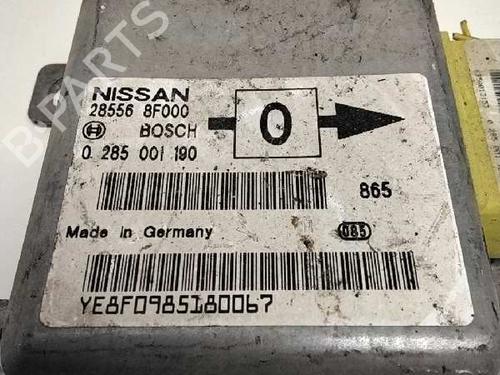 NISSAN
28556 8F000
BOSCH
0
0 285 001 190
865
Made in Germany
085
YE8F0985180067
B-PARTS